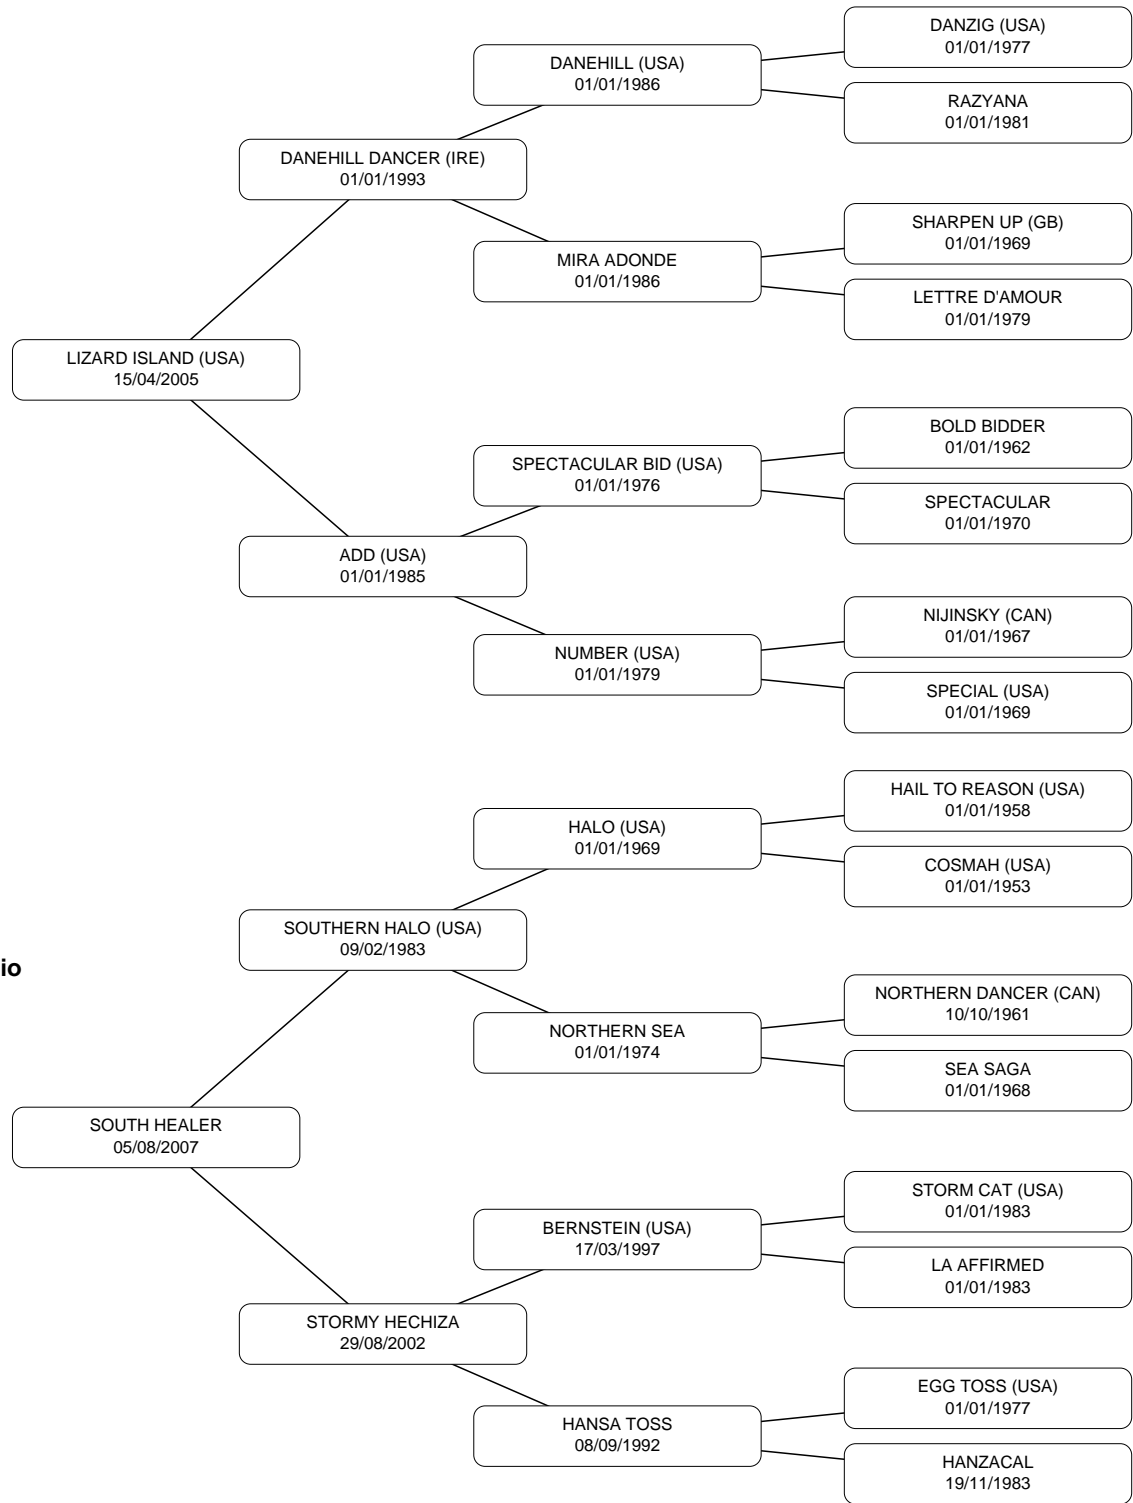 DANZIG (USA)
01/01/1977
DANEHILL (USA)
01/01/1986
RAZYANA
01/01/1981
DANEHILL DANCER (IRE)
01/01/1993
SHARPEN UP (GB)
01/01/1969
MIRA ADONDE
01/01/1986
LETTRE D'AMOUR
01/01/1979
LIZARD ISLAND (USA)
15/04/2005
BOLD BIDDER
01/01/1962
SPECTACULAR BID (USA)
01/01/1976
SPECTACULAR
01/01/1970
ADD (USA)
01/01/1985
NIJINSKY (CAN)
01/01/1967
NUMBER (USA)
01/01/1979
SPECIAL (USA)
01/01/1969
HAIL TO REASON (USA)
01/01/1958
HALO (USA)
01/01/1969
COSMAH (USA)
01/01/1953
SOUTHERN HALO (USA)
09/02/1983
io
NORTHERN DANCER (CAN)
10/10/1961
NORTHERN SEA
01/01/1974
SEA SAGA
01/01/1968
SOUTH HEALER
05/08/2007
STORM CAT (USA)
01/01/1983
BERNSTEIN (USA)
17/03/1997
LA AFFIRMED
01/01/1983
STORMY HECHIZA
29/08/2002
EGG TOSS (USA)
01/01/1977
HANSA TOSS
08/09/1992
HANZACAL
19/11/1983